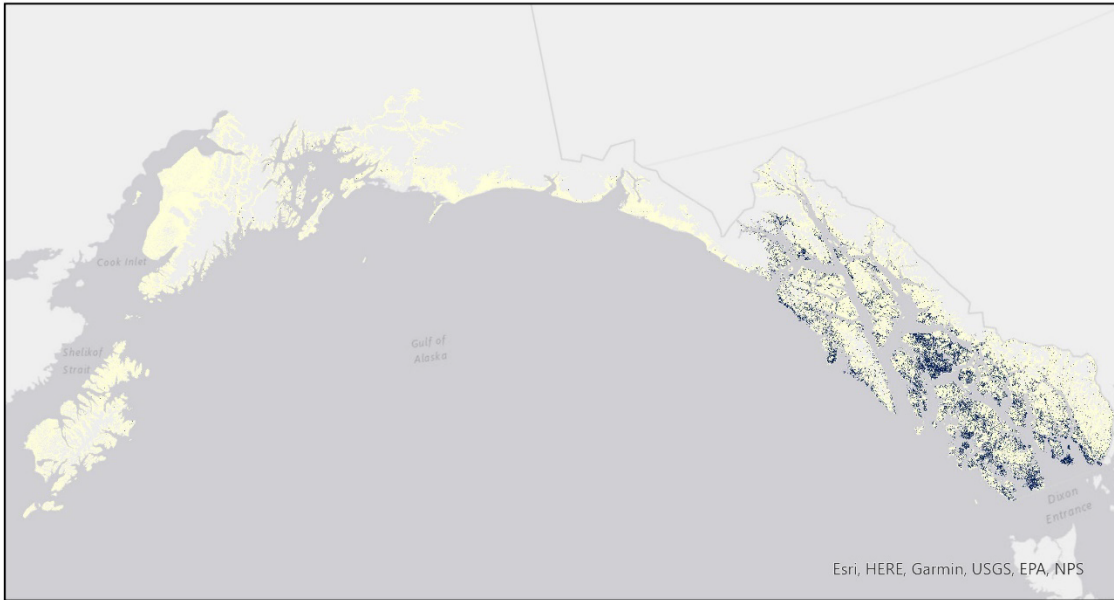 Cook Inlet
Shelikof
Strait
Gulf of
Alaska
Dixon
Entrance
Esri, HERE, Garmin, USGS, EPA, NPS